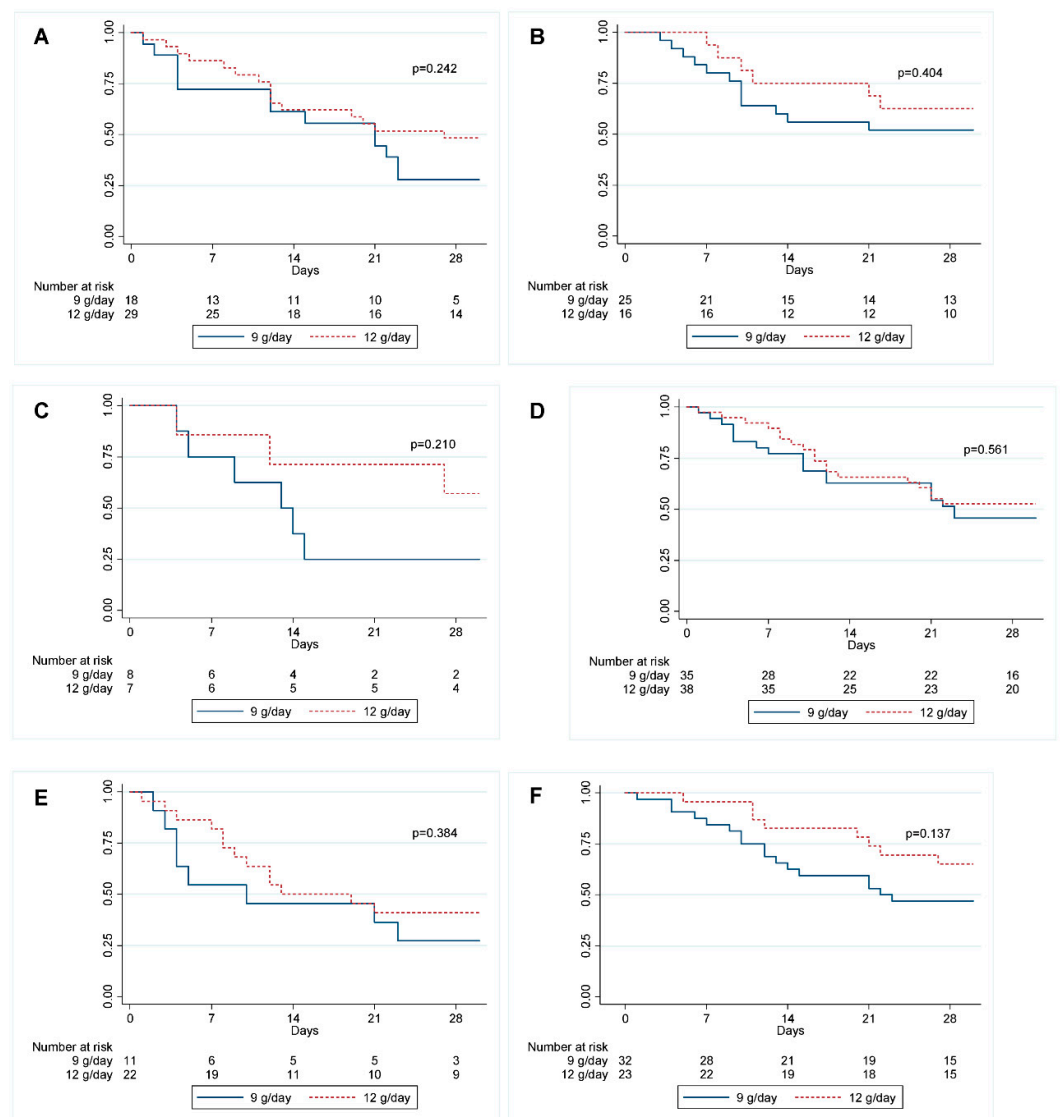 A
1.00
0.75
0.50
0.25
0.00
p=0.242
0 7 14 21 28
Days
Number at risk
9 g/day 18 13 11 10 5
12 g/day 29 25 18 16 14
9 g/day 12 g/day
B
1.00
0.75
0.50
0.25
0.00
p=0.404
0 7 14 21 28
Days
Number at risk
9 g/day 25 21 15 14 13
12 g/day 16 16 12 12 10
9 g/day 12 g/day
C
1.00
0.75
0.50
0.25
0.00
p=0.210
0 7 14 21 28
Days
Number at risk
9 g/day 8 6 4 2 2
12 g/day 7 6 5 5 4
9 g/day 12 g/day
D
1.00
0.75
0.50
0.25
0.00
p=0.561
0 7 14 21 28
Days
Number at risk
9 g/day 35 28 22 22 16
12 g/day 38 35 25 23 20
9 g/day 12 g/day
E
1.00
0.75
0.50
0.25
0.00
p=0.384
0 7 14 21 28
Days
Number at risk
9 g/day 11 6 5 5 3
12 g/day 22 19 11 10 9
9 g/day 12 g/day
F
1.00
0.75
0.50
0.25
0.00
p=0.137
0 7 14 21 28
Days
Number at risk
9 g/day 32 28 21 19 15
12 g/day 23 22 19 18 15
9 g/day 12 g/day